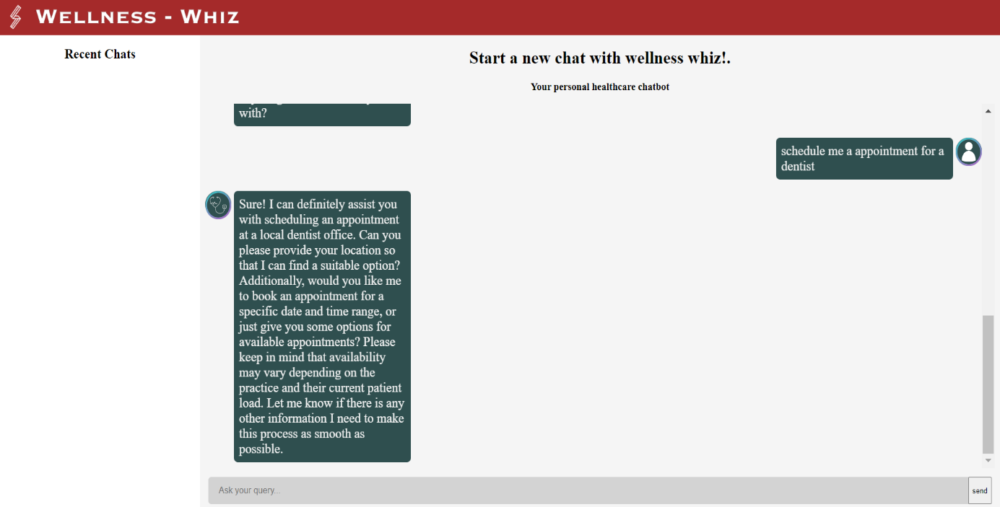 WELLNESS - WHIZ
Recent Chats
Start a new chat with wellness whiz!.
Your personal healthcare chatbot
with?
schedule me a appointment for a
dentist
Sure! I can definitely assist you
with scheduling an appointment
at a local dentist office. Can you
please provide your location so
that I can find a suitable option?
Additionally, would you like me
to book an appointment for a
specific date and time range, or
just give you some options for
available appointments? Please
keep in mind that availability
may vary depending on the
practice and their current patient
load. Let me know if there is any
other information I need to make
this process as smooth as
possible.
Ask your query...
send